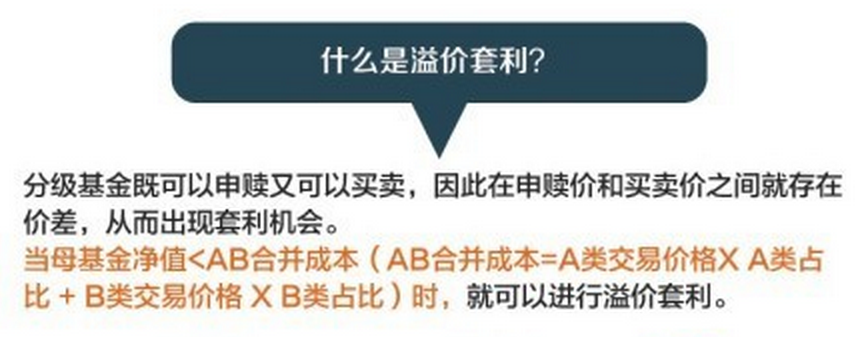 什么是溢价套利？
分级基金既可以申赎又可以买卖，因此在申赎价和买卖价之间就存在
价差，从而出现套利机会。
当母基金净值<AB合并成本（AB合并成本=A类交易价格X A类占
比 + B类交易价格 X B类占比）时，就可以进行溢价套利。